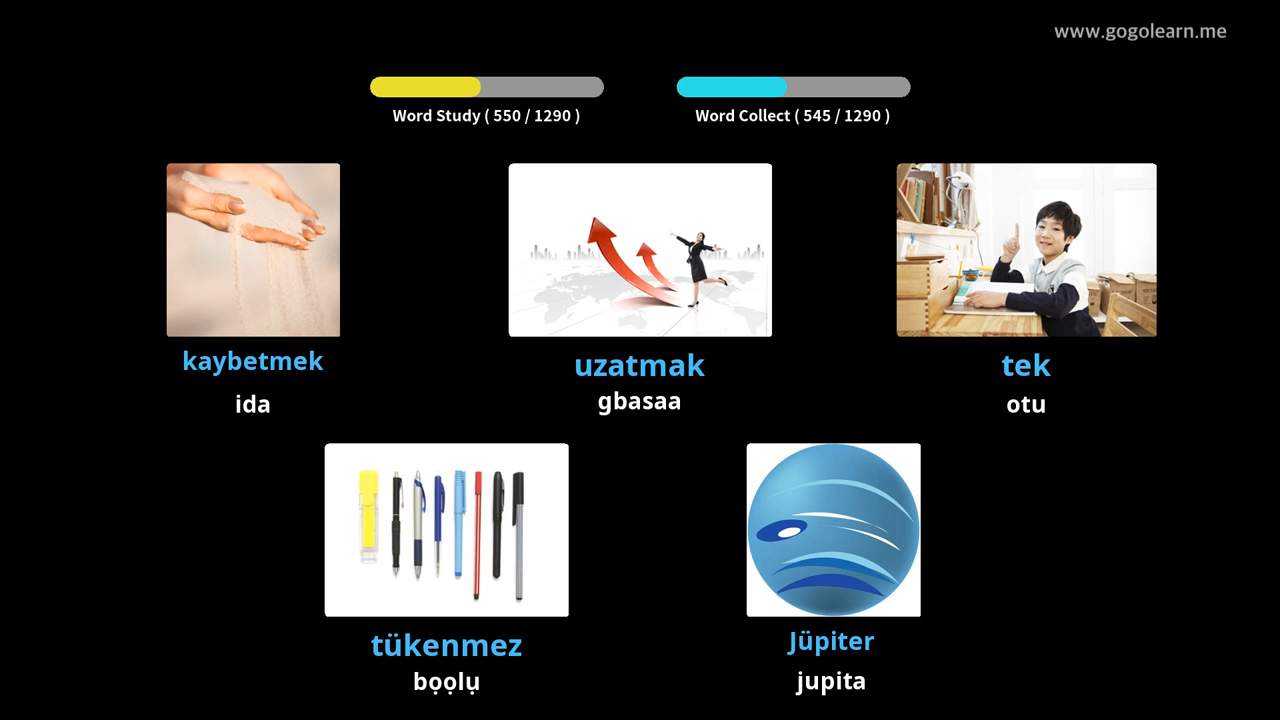 www.gogolearn.me
Word Study ( 550 / 1290 )
Word Collect ( 545 / 1290 )
kaybetmek
ida
uzatmak
gbasaa
tek
otu
tükenmez
bọọlụ
Jüpiter
jupita